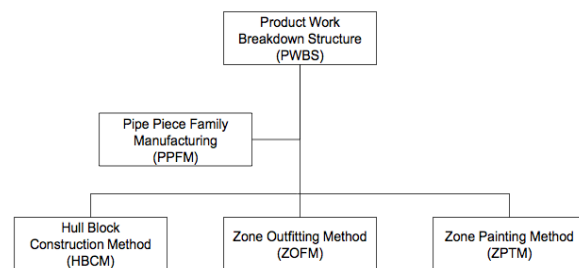 Product Work
Breakdown Structure
(PWBS)
Pipe Piece Family
Manufacturing
(PPFM)
Hull Block
Construction Method
(HBCM)
Zone Outfitting Method
(ZOFM)
Zone Painting Method
(ZPTM)